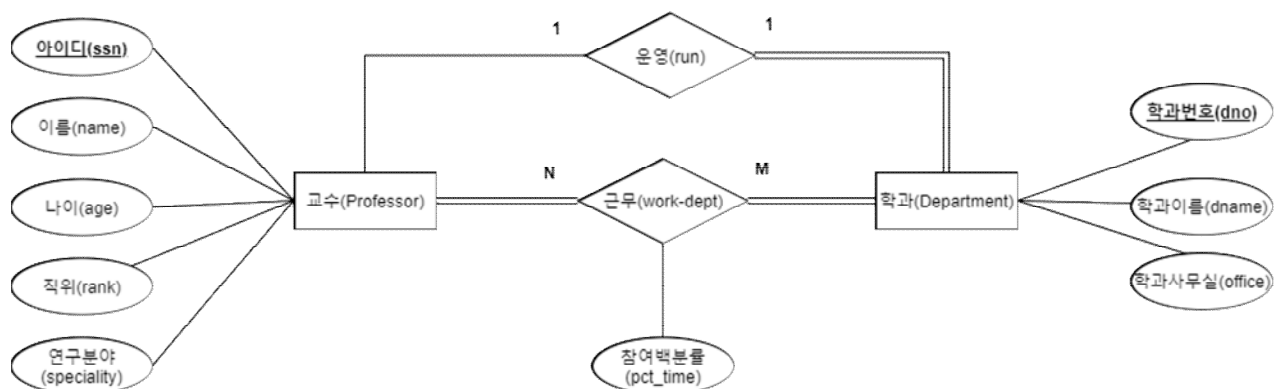 아이디(ssn)
이름(name)
나이(age)
직위(rank)
연구분야
(speciality)
교수(Professor)
1
운영(run)
1
N
근무(work-dept)
M
참여백분률
(pct_time)
학과(Department)
학과번호(dno)
학과이름(dname)
학과사무실(office)